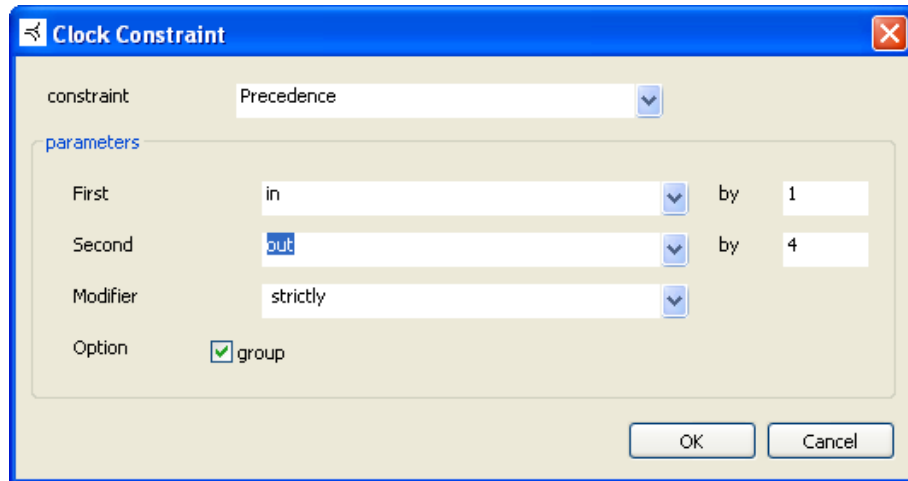 Clock Constraint
constraint Precedence
parameters
First in by 1
Second out by 4
Modifier strictly
Option group
OK Cancel